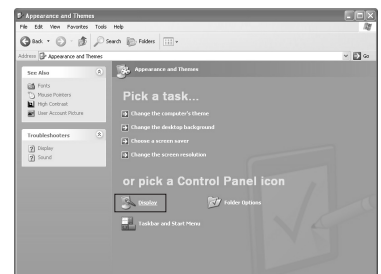 Appearance and Themes
File Edit View Favorites Tools Help
Back Search Folders
Address Appearance and Themes Go
See Also
Fonts
Mouse Pointers
High Contrast
User Account Picture
Troubleshooters
Display
Sound
Appearance and Themes
Pick a task...
Change the computer's theme
Change the desktop background
Choose a screen saver
Change the screen resolution
or pick a Control Panel icon
Display Folder Options
Taskbar and Start Menu